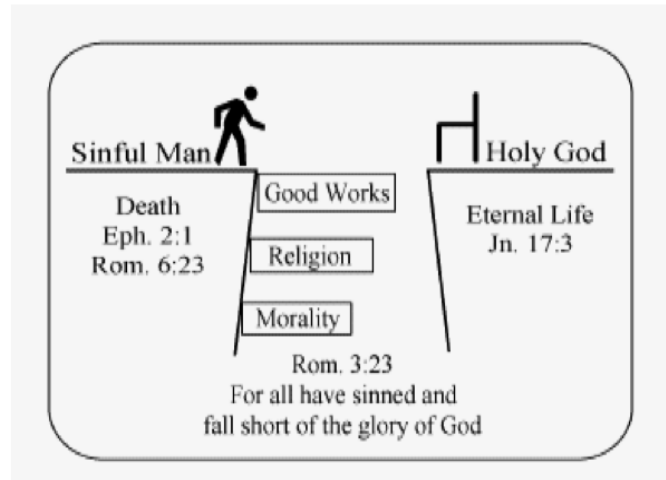 Sinful Man
Holy God
Death
Eph. 2:1
Rom. 6:23
Good Works
Religion
Morality
Eternal Life
Jn. 17:3
Rom. 3:23
For all have sinned and
fall short of the glory of God